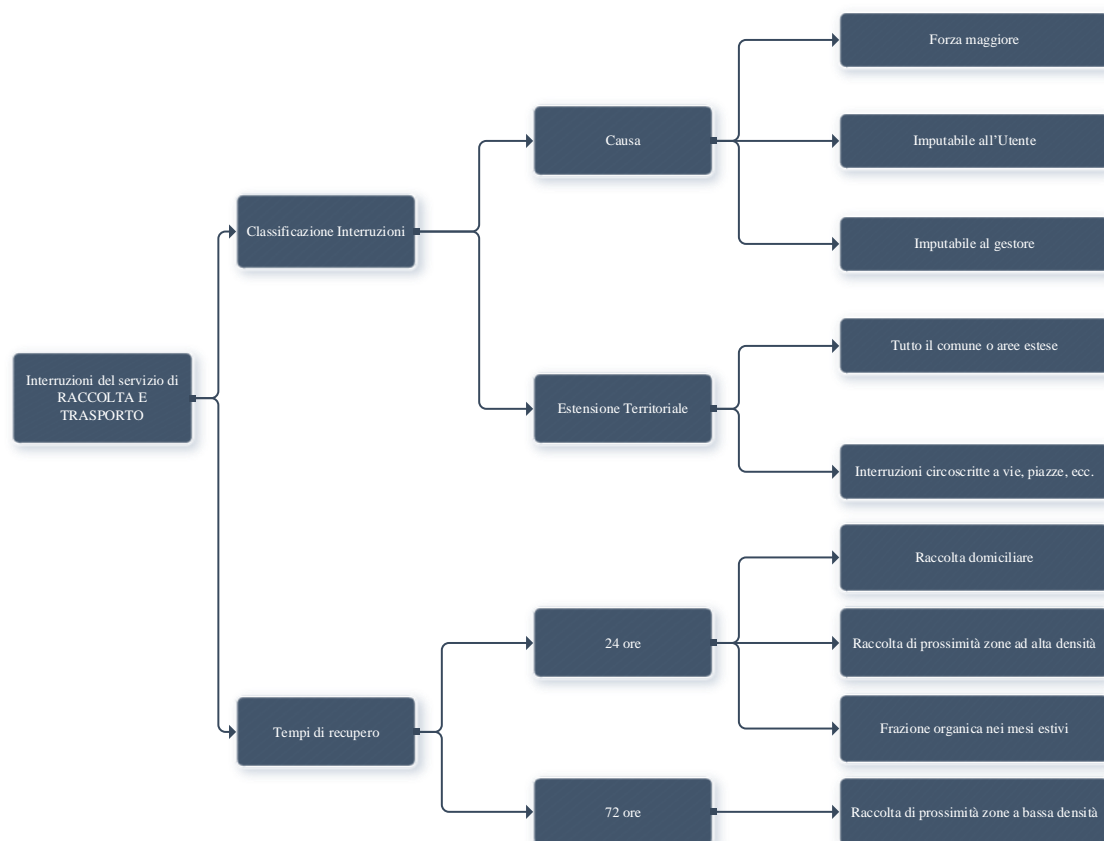 Forza maggiore
Causa
Imputabile all'Utente
Classificazione Interruzioni
Imputabile al gestore
Tutto il comune o aree estese
Interruzioni del servizio di
RACCOLTA E
TRASPORTO
Estensione Territoriale
Interruzioni circoscritte a vie, piazze, ecc.
Raccolta domiciliare
24 ore
Raccolta di prossimità zone ad alta densità
Tempi di recupero
Frazione organica nei mesi estivi
72 ore
Raccolta di prossimità zone a bassa densità